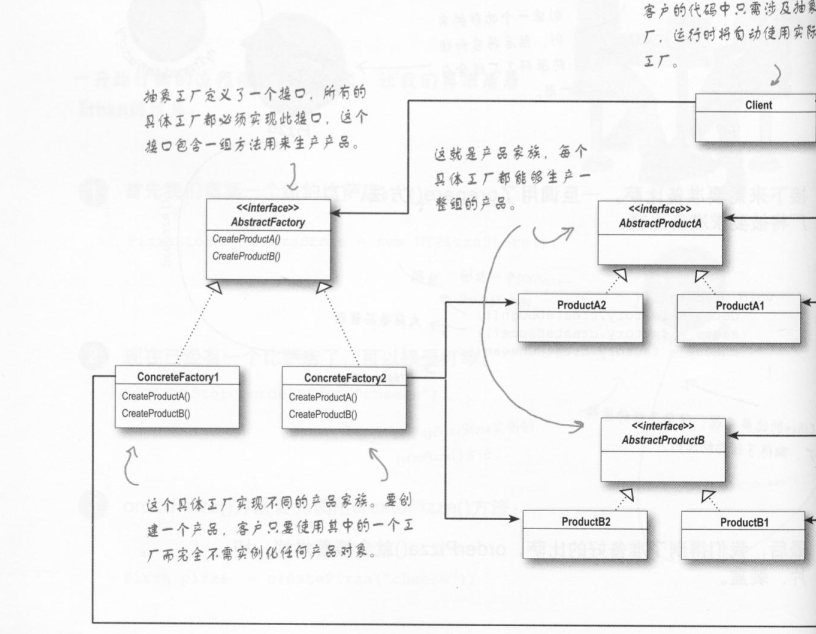 客户的代码中只需涉及抽象
厂，运行时将自动使用实际
工厂。
Client
抽象工厂定义了一个接口，所有的
具体工厂都必须实现此接口，这个
接口包含一组方法用来生产产品。
这就是产品家族，每个
具体工厂都能够生产一
整组的产品。
<<interface>>
AbstractFactory
CreateProductA()
CreateProductB()
<<interface>>
AbstractProductA
ProductA2
ProductA1
ConcreteFactory1
CreateProductA()
CreateProductB()
ConcreteFactory2
CreateProductA()
CreateProductB()
<<interface>>
AbstractProductB
ProductB2
ProductB1
这个具体工厂实现不同的产品家族。要创
建一个产品，客户只要使用其中的一个工
厂而完全不需实例化任何产品对象。